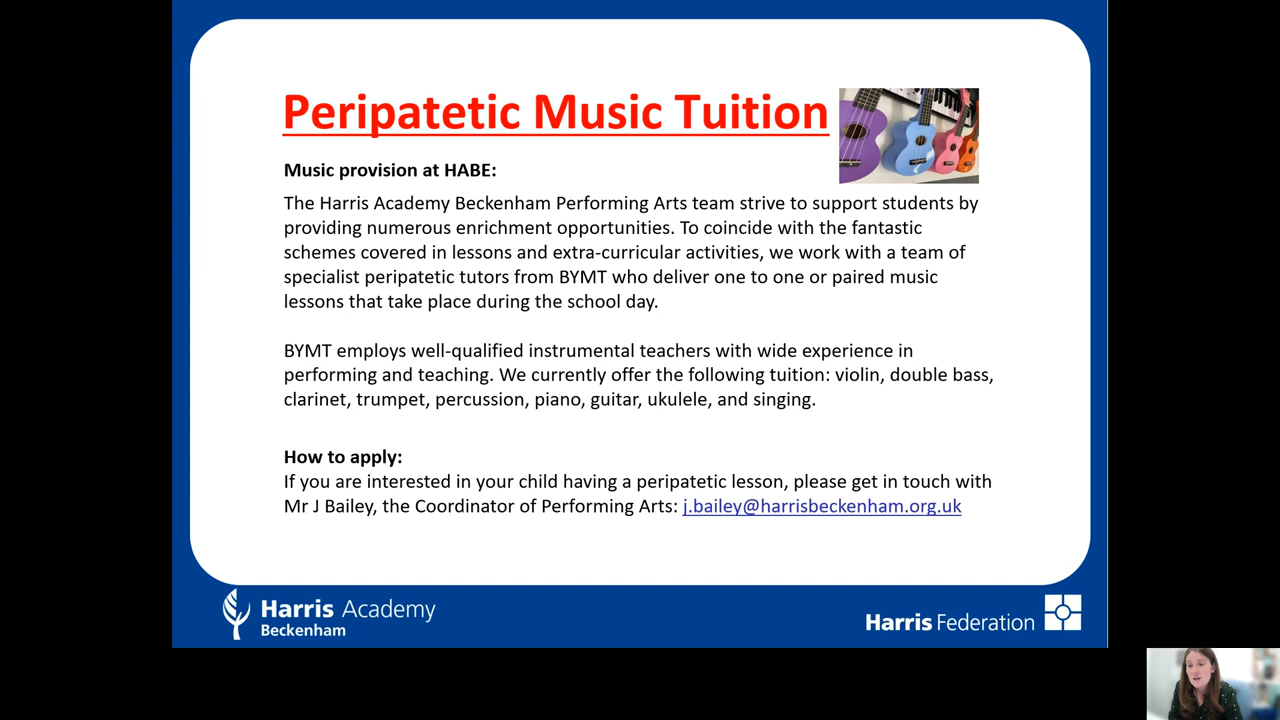 Peripatetic Music Tuition
Music provision at HABE:
The Harris Academy Beckenham Performing Arts team strive to support students by
providing numerous enrichment opportunities. To coincide with the fantastic
schemes covered in lessons and extra-curricular activities, we work with a team of
specialist peripatetic tutors from BYMT who deliver one to one or paired music
lessons that take place during the school day.
BYMT employs well-qualified instrumental teachers with wide experience in
performing and teaching. We currently offer the following tuition: violin, double bass,
clarinet, trumpet, percussion, piano, guitar, ukulele, and singing.
How to apply:
If you are interested in your child having a peripatetic lesson, please get in touch with
Mr J Bailey, the Coordinator of Performing Arts: j.bailey@harrisbeckenham.org.uk
Harris Academy
Beckenham
Harris Federation